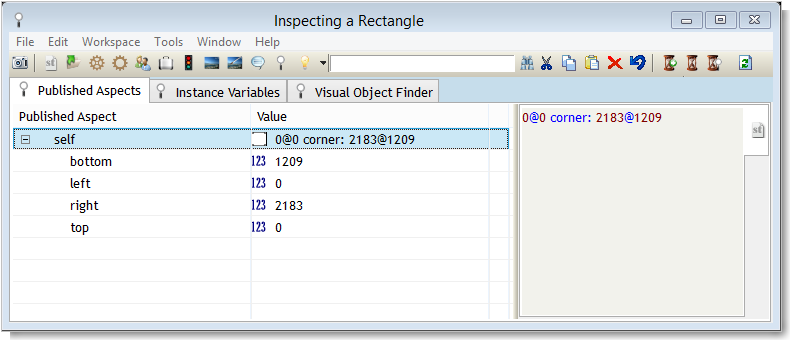 Inspecting a Rectangle
File Edit Workspace Tools Window Help
st
Published Aspects Instance Variables Visual Object Finder
Published Aspect Value
self 0@0 corner: 2183@1209
bottom 123 1209
left 123 0
right 123 2183
top 123 0
0@0 corner: 2183@1209
st